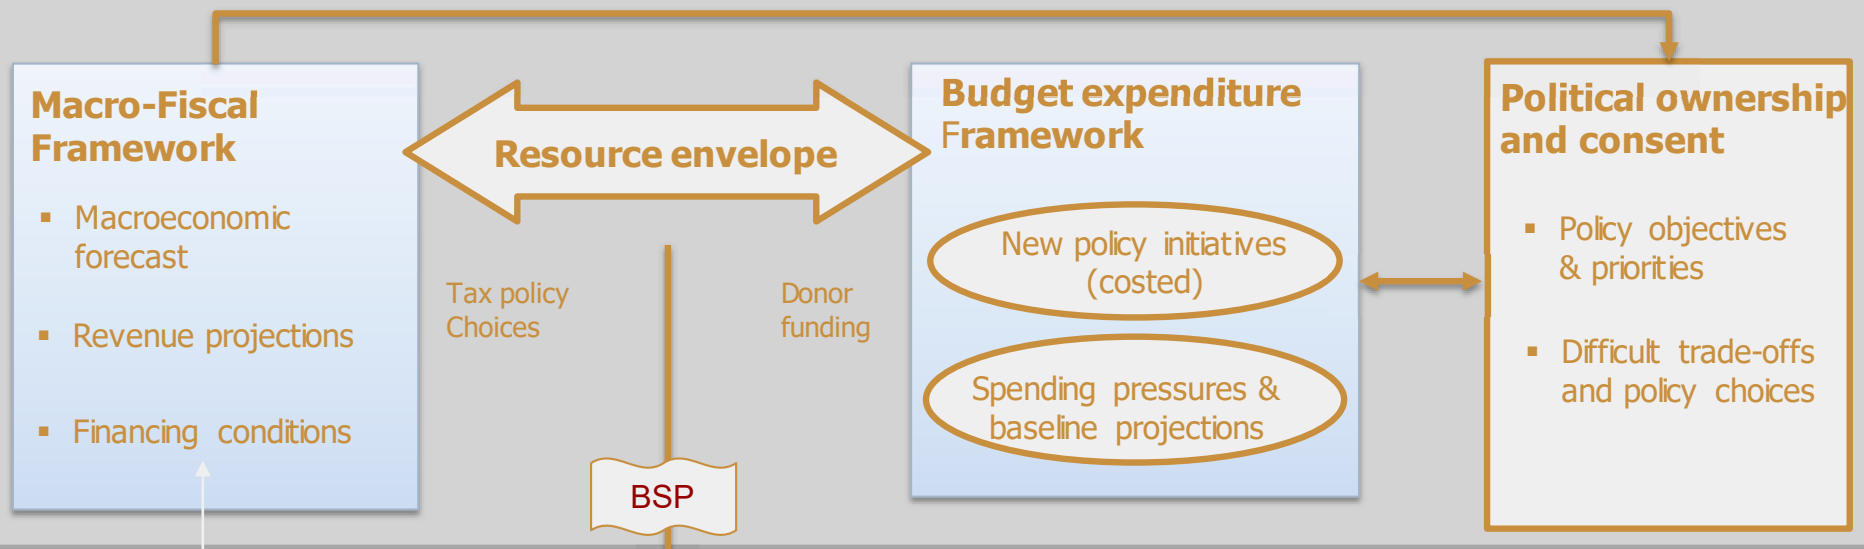 Macro-Fiscal
Framework
▪ Macroeconomic
forecast
▪ Revenue projections
▪ Financing conditions
Resource envelope
Tax policy
Choices
Donor
funding
BSP
Budget expenditure
Framework
New policy initiatives
(costed)
Spending pressures &
baseline projections
Political ownership
and consent
▪ Policy objectives
& priorities
▪ Difficult trade-offs
and policy choices